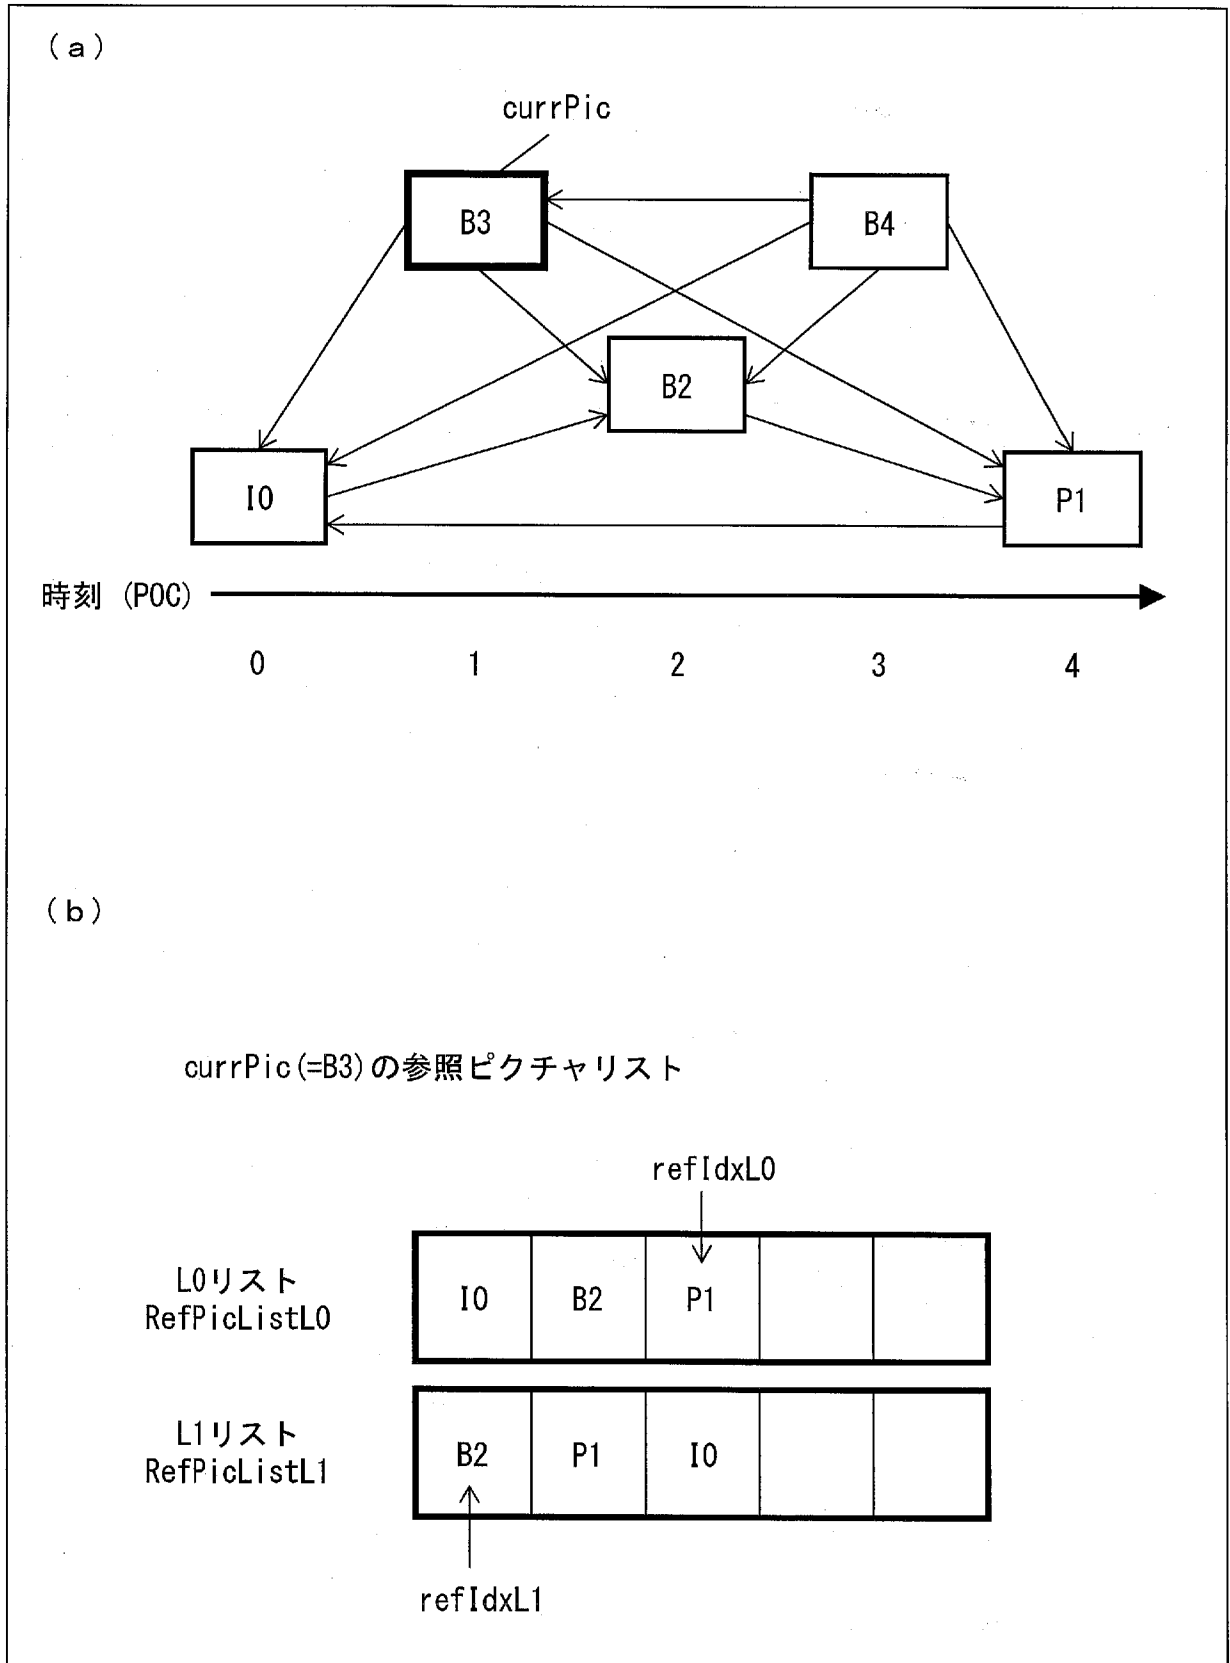 (a)
currPic
B3
B4
B2
I0
P1
時刻 (POC)
0 1 2 3 4
(b)
currPic(=B3)の参照ピクチャリスト
refIdxL0
L0リスト
RefPicListL0
I0 B2 P1
L1リスト
RefPicListL1
B2 P1 I0
refIdxL1